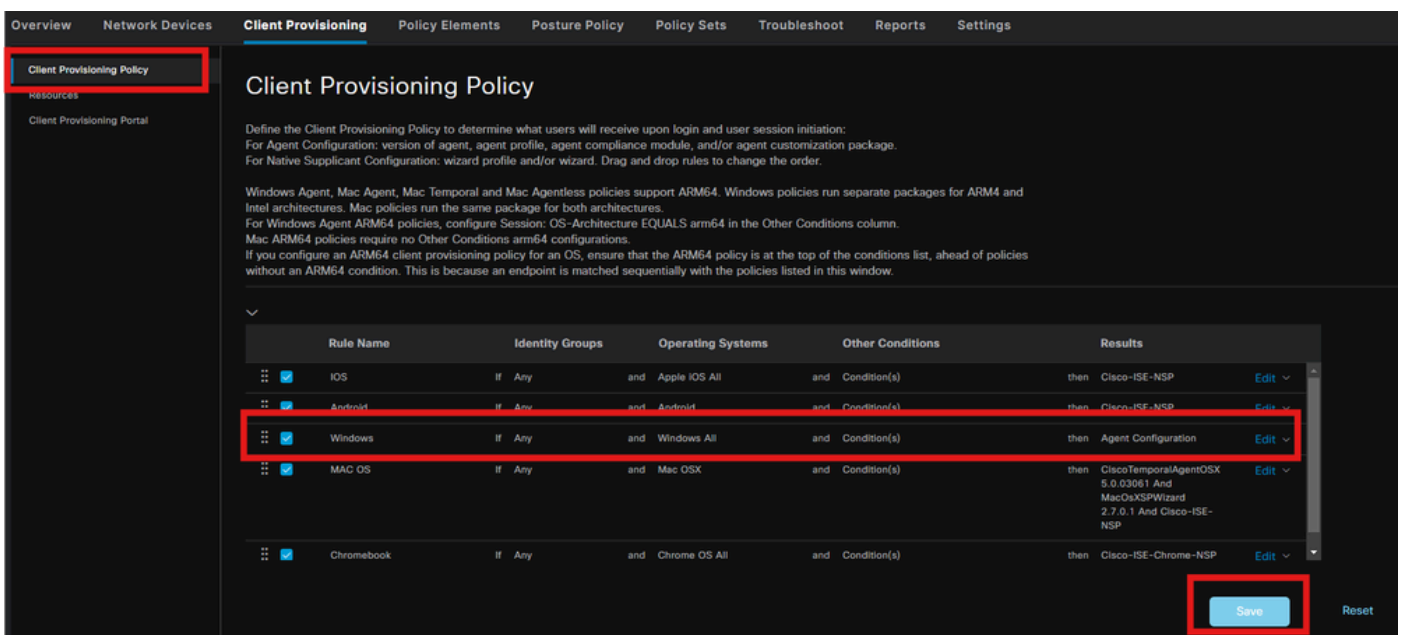 Overview Network Devices Client Provisioning Policy Elements Posture Policy Policy Sets Troubleshoot Reports Settings
Client Provisioning Policy
Resources
Client Provisioning Portal
Client Provisioning Policy
Define the Client Provisioning Policy to determine what users will receive upon login and user session initiation:
For Agent Configuration: version of agent, agent profile, agent compliance module, and/or agent customization package.
For Native Supplicant Configuration: wizard profile and/or wizard. Drag and drop rules to change the order.
Windows Agent, Mac Agent, Mac Temporal and Mac Agentless policies support ARM64. Windows policies run separate packages for ARM4 and
Intel architectures. Mac policies run the same package for both architectures.
For Windows Agent ARM64 policies, configure Session: OS-Architecture EQUALS arm64 in the Other Conditions column.
Mac ARM64 policies require no Other Conditions arm64 configurations.
If you configure an ARM64 client provisioning policy for an OS, ensure that the ARM64 policy is at the top of the conditions list, ahead of policies
without an ARM64 condition. This is because an endpoint is matched sequentially with the policies listed in this window.
Rule Name Identity Groups Operating Systems Other Conditions Results
IOS If Any and Apple iOS All and Condition(s) then Cisco-ISE-NSP Edit
Android If Any and Android and Condition(s) then Cisco-ISE-NSP Edit
Windows If Any and Windows All and Condition(s) then Agent Configuration Edit
MAC OS If Any and Mac OSX and Condition(s) then CiscoTemporalAgentOSX Edit
5.0.03061 And
MacOsXSPWizard
2.7.0.1 And Cisco-ISE-
NSP
Chromebook If Any and Chrome OS All and Condition(s) then Cisco-ISE-Chrome-NSP Edit
Save Reset